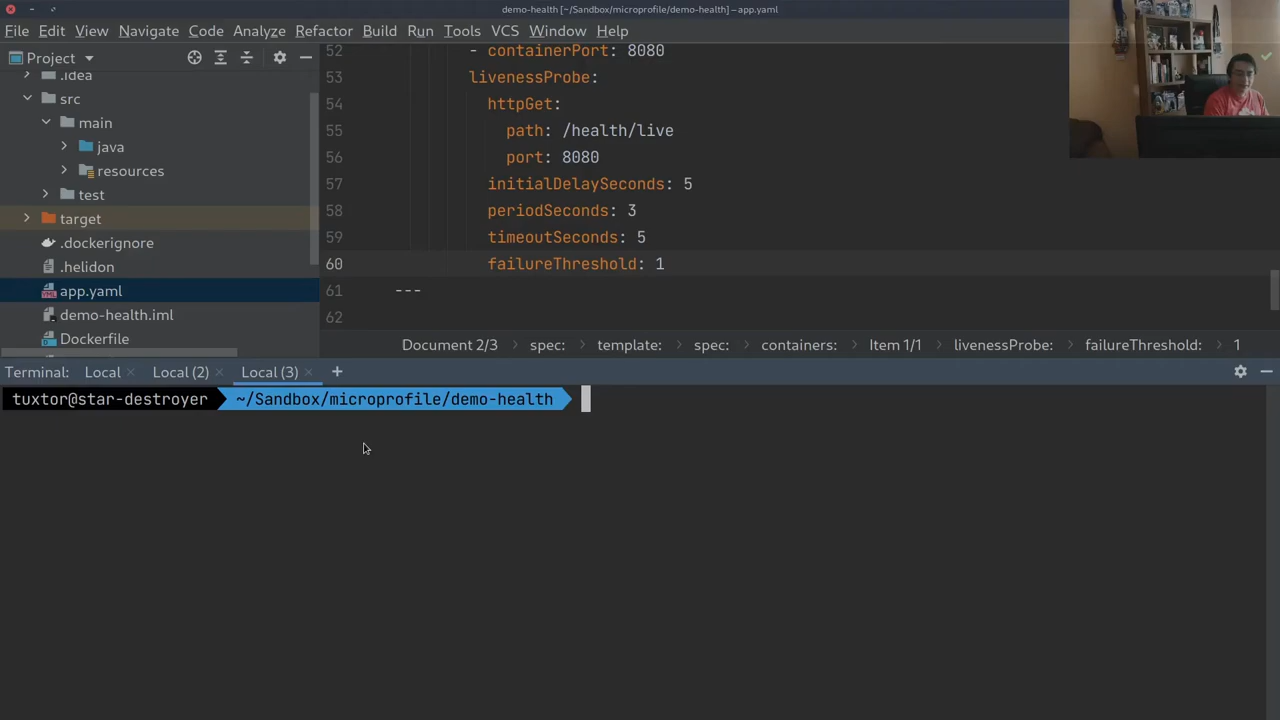 demo-health [~/Sandbox/microprofile/demo-health] – app.yaml
File Edit View Navigate Code Analyze Refactor Build Run Tools VCS Window Help
Project
.idea
src
main
java
resources
test
target
.dockerignore
.helidon
app.yaml
demo-health.iml
Dockerfile
52 - containerPort: 8080
53 livenessProbe:
54 httpGet:
55 path: /health/live
56 port: 8080
57 initialDelaySeconds: 5
58 periodSeconds: 3
59 timeoutSeconds: 5
60 failureThreshold: 1
61 ---
62
Document 2/3 › spec: › template: › spec: › containers: › Item 1/1 › livenessProbe: › failureThreshold: › 1
Terminal: Local × Local (2) × Local (3) × +
tuxtor@star-destroyer ~/Sandbox/microprofile/demo-health